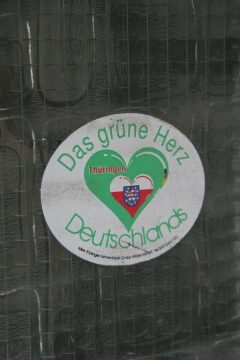 Das grüne Herz
Thüringen
Deutschlands